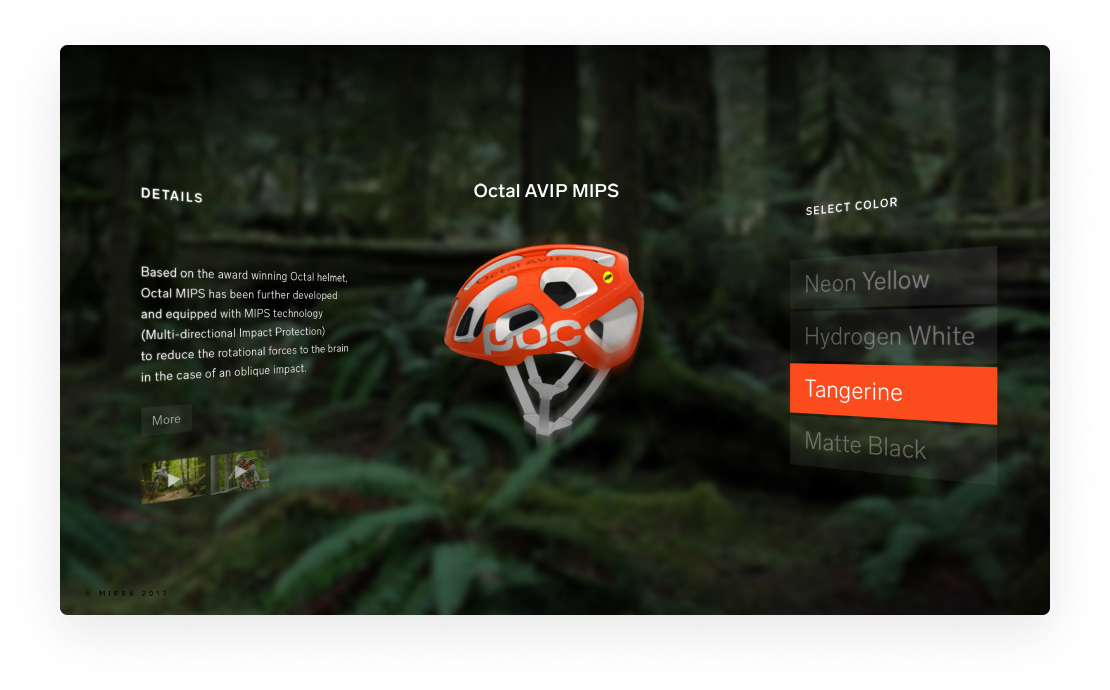 DETAILS
Octal AVIP MIPS
SELECT COLOR
Based on the award winning Octal helmet,
Octal MIPS has been further developed
and equipped with MIPS technology
(Multi-directional Impact Protection)
to reduce the rotational forces to the brain
in the case of an oblique impact.
More
Octal AVIP
poc
Neon Yellow
Hydrogen White
Tangerine
Matte Black
© MIRRA 2017